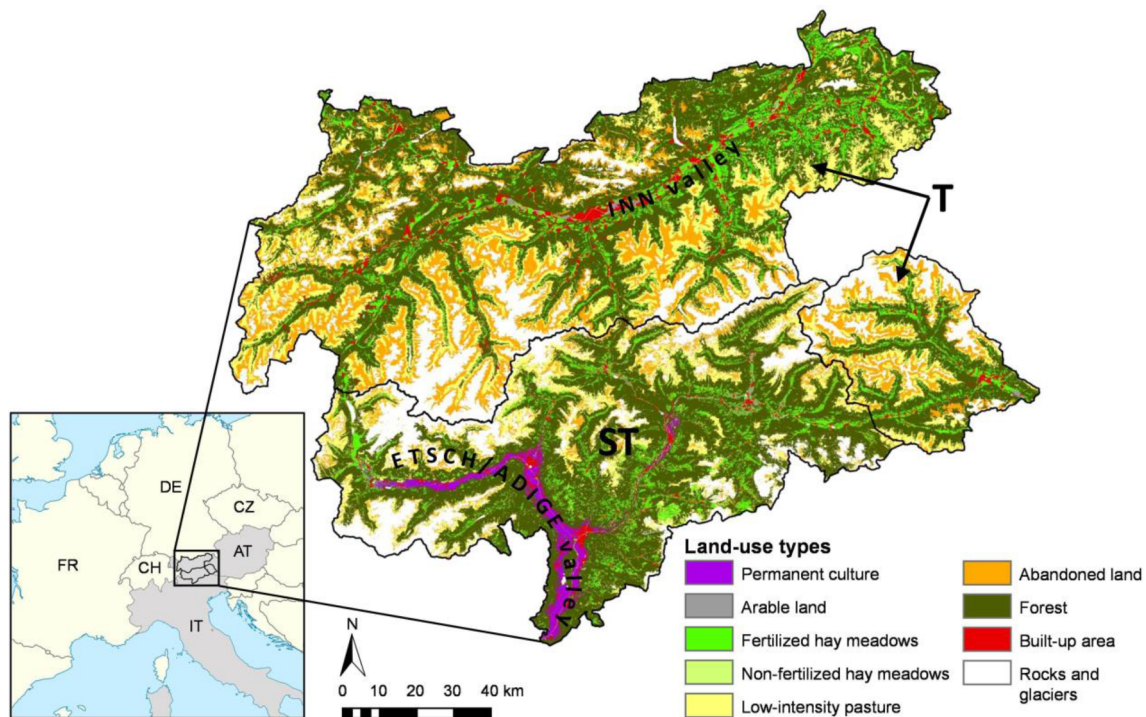 INN valley
T
ST
ETSCH/ADIGE valley
DE
CZ
FR
CH
AT
IT
N
0 10 20 40 km
Land-use types
Permanent culture
Arable land
Fertilized hay meadows
Non-fertilized hay meadows
Low-intensity pasture
Abandoned land
Forest
Built-up area
Rocks and
glaciers